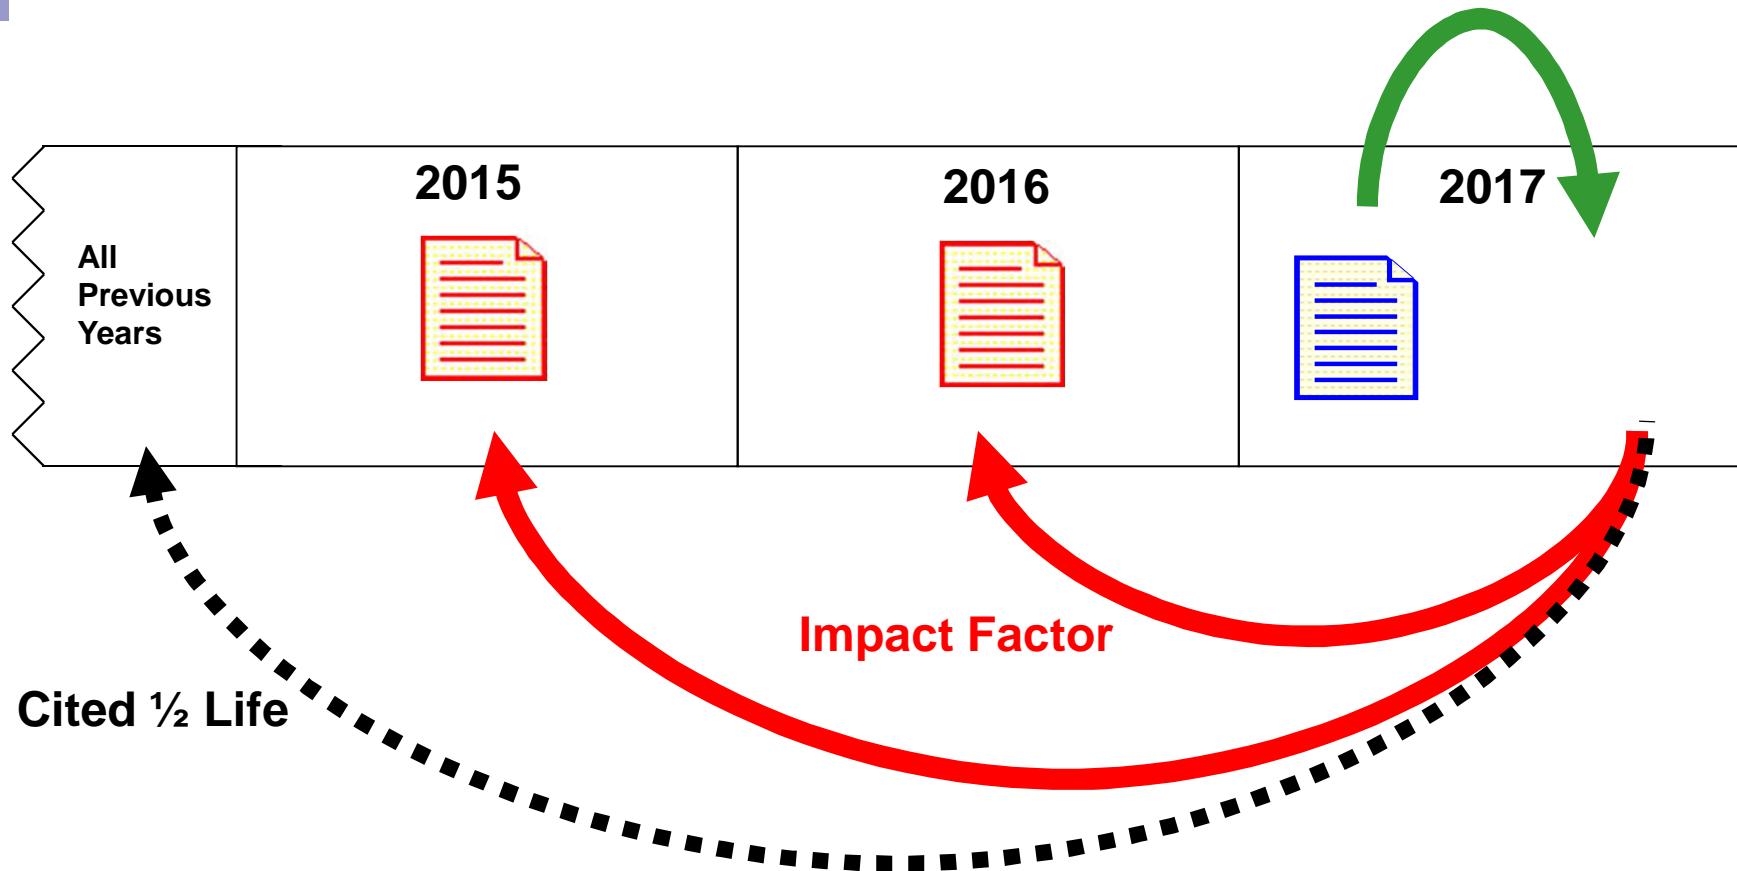 2015
2016
2017
All
Previous
Years
Impact Factor
Cited ½ Life